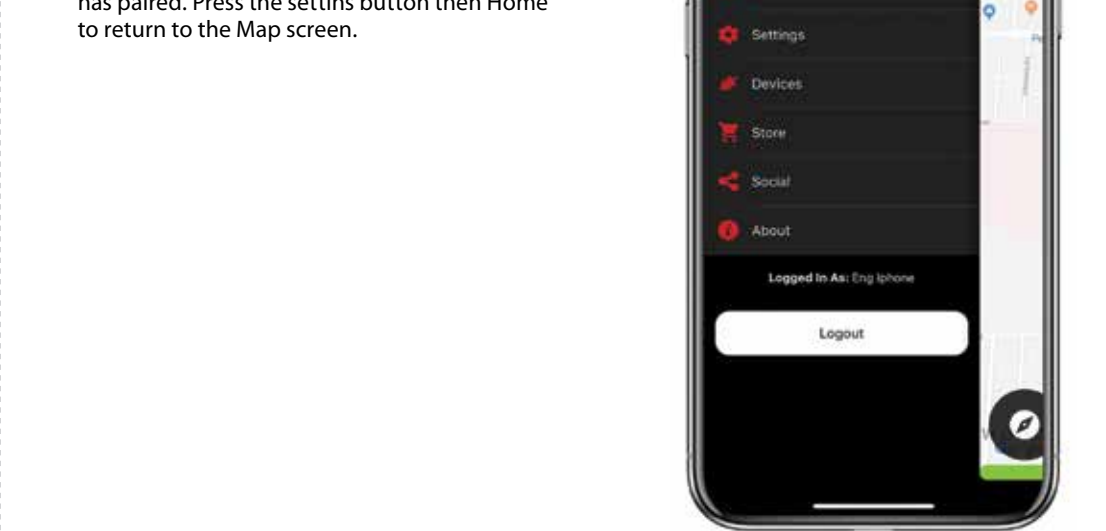 has paired. Press the settins button then Home
to return to the Map screen.
Settings
Devices
Store
Social
About
Logged In As: Eng Iphone
Logout